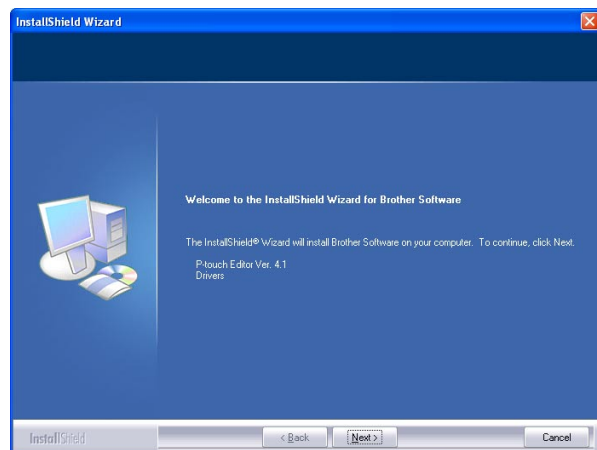 InstallShield Wizard
Welcome to the InstallShield Wizard for Brother Software
The InstallShield® Wizard will install Brother Software on your computer. To continue, click Next.
P-touch Editor Ver. 4.1
Drivers
InstallShield
< Back
Next >
Cancel